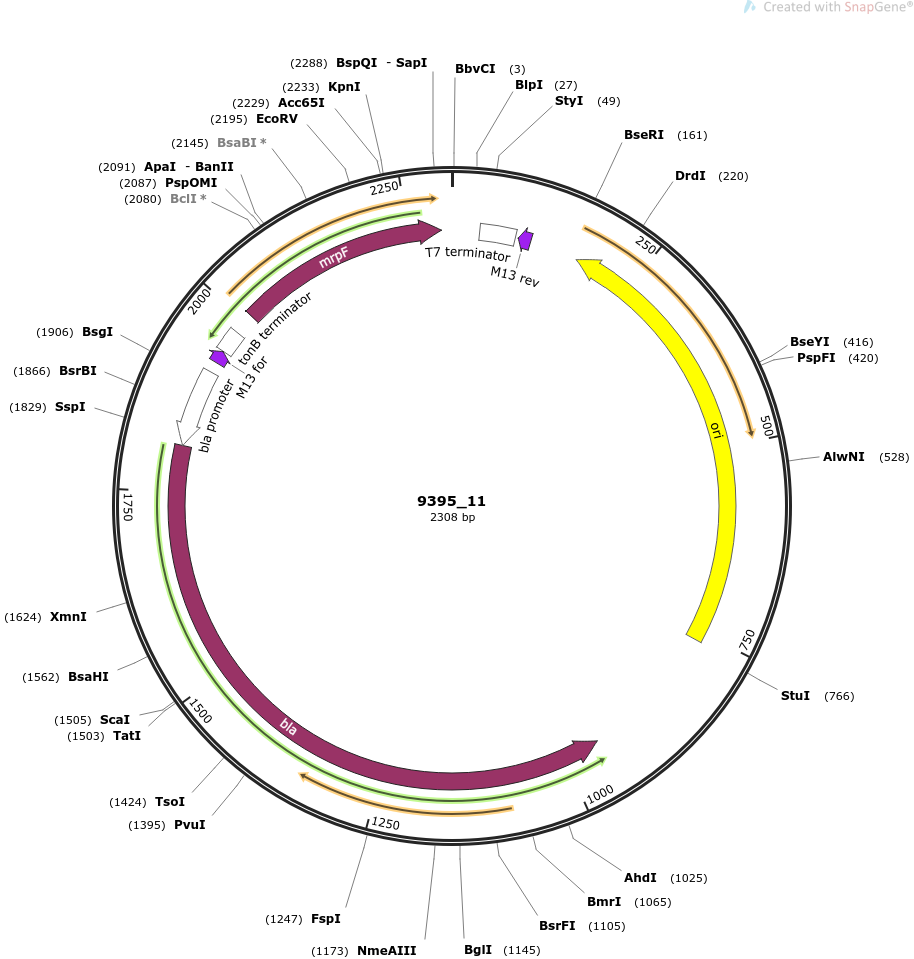 Created with SnapGene®
(2288) BspQI - SapI
BbvCI (3)
(2233) KpnI
BlpI (27)
(2229) Acc65I
StyI (49)
(2195) EcoRV
(2145) BsaBI *
BseRI (161)
(2091) ApaI - BanII
DrdI (220)
(2087) PspOMI
(2080) BclI *
2250
250
2000
mrpF
T7 terminator
M13 rev
tonB terminator
M13 for
bla promoter
(1906) BsgI
BseYI (416)
PspFI (420)
(1866) BsrBI
(1829) SspI
500
ori
AlwNI (528)
1750
9395_11
2308 bp
(1624) XmnI
750
(1562) BsaHI
StuI (766)
(1505) ScaI
(1503) TatI
1500
bla
(1424) TsoI
(1395) PvuI
1000
1250
AhdI (1025)
BmrI (1065)
(1247) FspI
BsrFI (1105)
(1173) NmeAIII
BglI (1145)